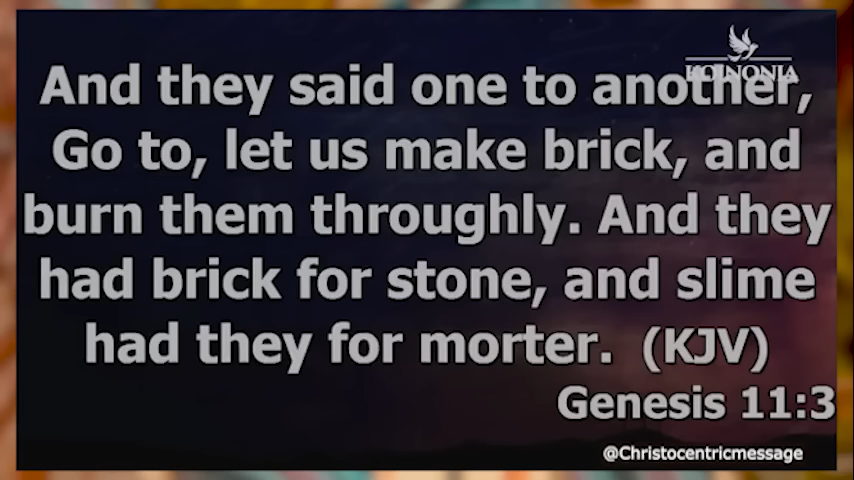 KOINONIA
And they said one to another,
Go to, let us make brick, and
burn them throughly. And they
had brick for stone, and slime
had they for morter. (KJV)
Genesis 11:3
@Christocentricmessage